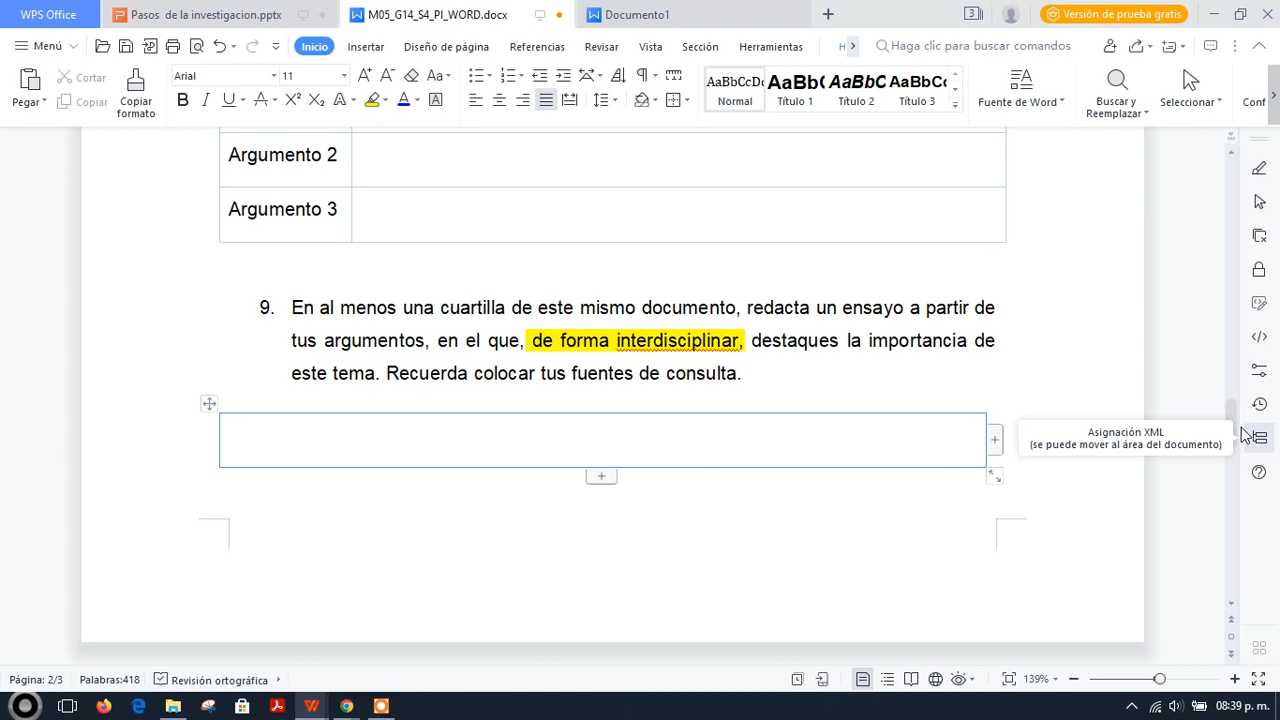 WPS Office
Pasos de la investigacion.pptx
M05_G14_S4_PI_WORD.docx
Documento1
3
Versión de prueba gratis
Menú
Inicio
Insertar
Diseño de página
Referencias
Revisar
Vista
Sección
Herramientas
Haga clic para buscar comandos
Pegar
Cortar
Copiar
Copiar formato
Arial
11
AaBbCcDd
Normal
AaBb(
Título 1
AaBbCc
Título 2
AaBbCc
Título 3
Fuente de Word
Buscar y Reemplazar
Seleccionar
Conf
Argumento 2
Argumento 3
9. En al menos una cuartilla de este mismo documento, redacta un ensayo a partir de
tus argumentos, en el que, de forma interdisciplinar, destaques la importancia de
este tema. Recuerda colocar tus fuentes de consulta.
Asignación XML
(se puede mover al área del documento)
Página: 2/3
Palabras:418
Revisión ortográfica
139%
08:39 p. m.